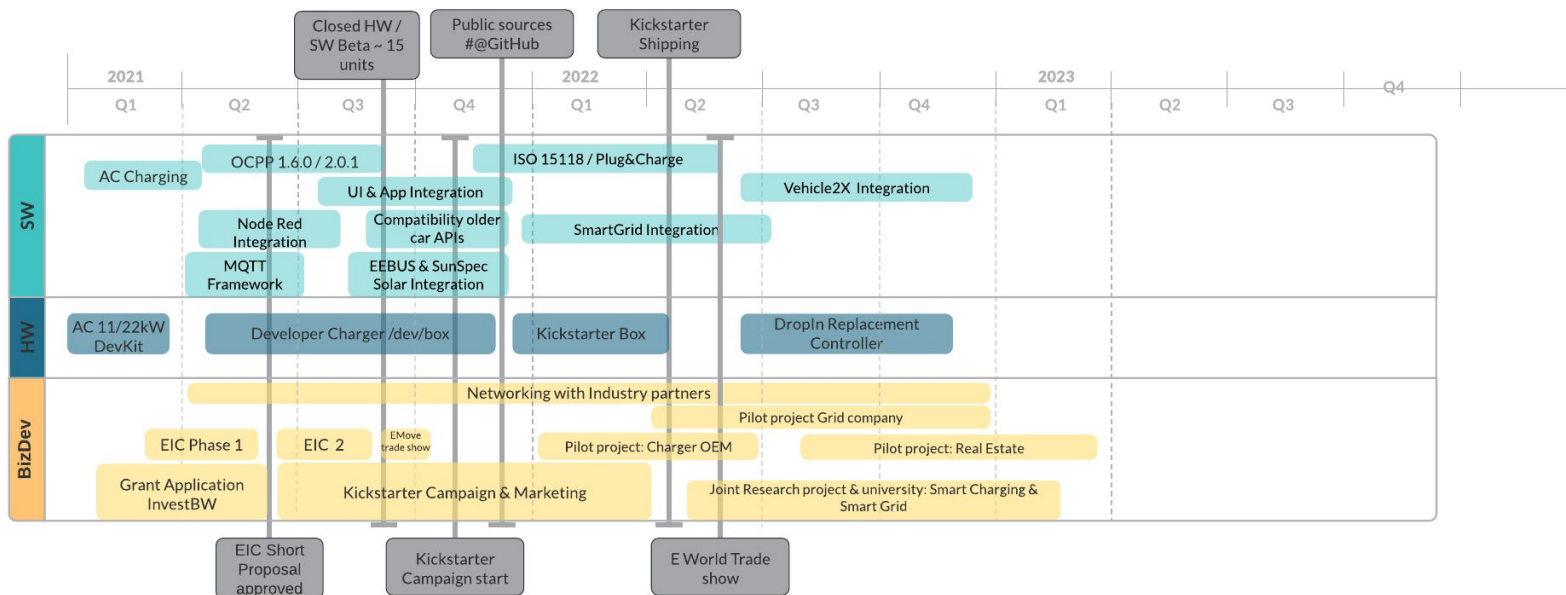 Closed HW /
SW Beta ~ 15
units
Public sources
#@GitHub
Kickstarter
Shipping
2021
2022
2023
Q1
Q2
Q3
Q4
Q1
Q2
Q3
Q4
Q1
Q2
Q3
Q4
SW
OCPP 1.6.0 / 2.0.1
ISO 15118 / Plug&Charge
AC Charging
UI & App Integration
Vehicle2X Integration
Node Red
Integration
Compatibility older
car APIs
SmartGrid Integration
MQTT
Framework
EEBUS & SunSpec
Solar Integration
HW
AC 11/22kW
DevKit
Developer Charger /dev/box
Kickstarter Box
DropIn Replacement
Controller
BizDev
Networking with Industry partners
Pilot project Grid company
EIC Phase 1
EIC 2
EMove
trade show
Pilot project: Charger OEM
Pilot project: Real Estate
Grant Application
InvestBW
Kickstarter Campaign & Marketing
Joint Research project & university: Smart Charging &
Smart Grid
EIC Short
Proposal
approved
Kickstarter
Campaign start
E World Trade
show